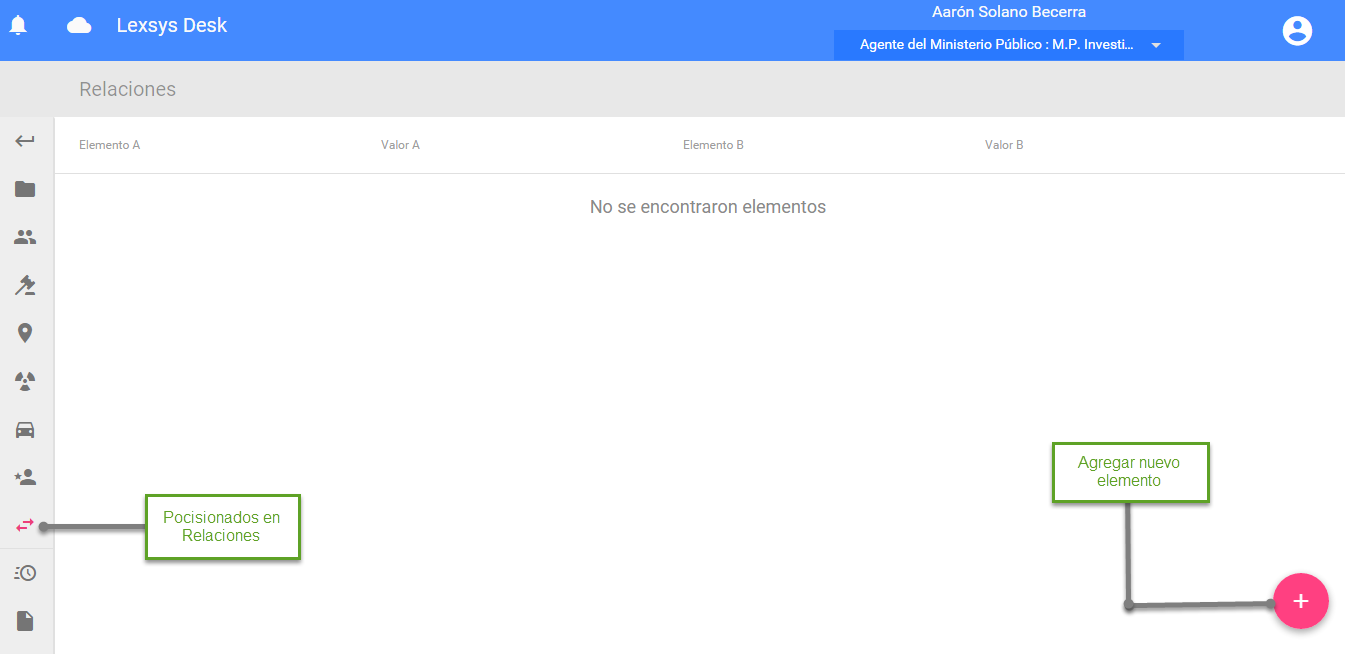 Lexsys Desk
Aarón Solano Becerra
Agente del Ministerio Público : M.P. Investi...
Relaciones
Elemento A
Valor A
Elemento B
Valor B
No se encontraron elementos
Agregar nuevo
elemento
Pocisionados en
Relaciones